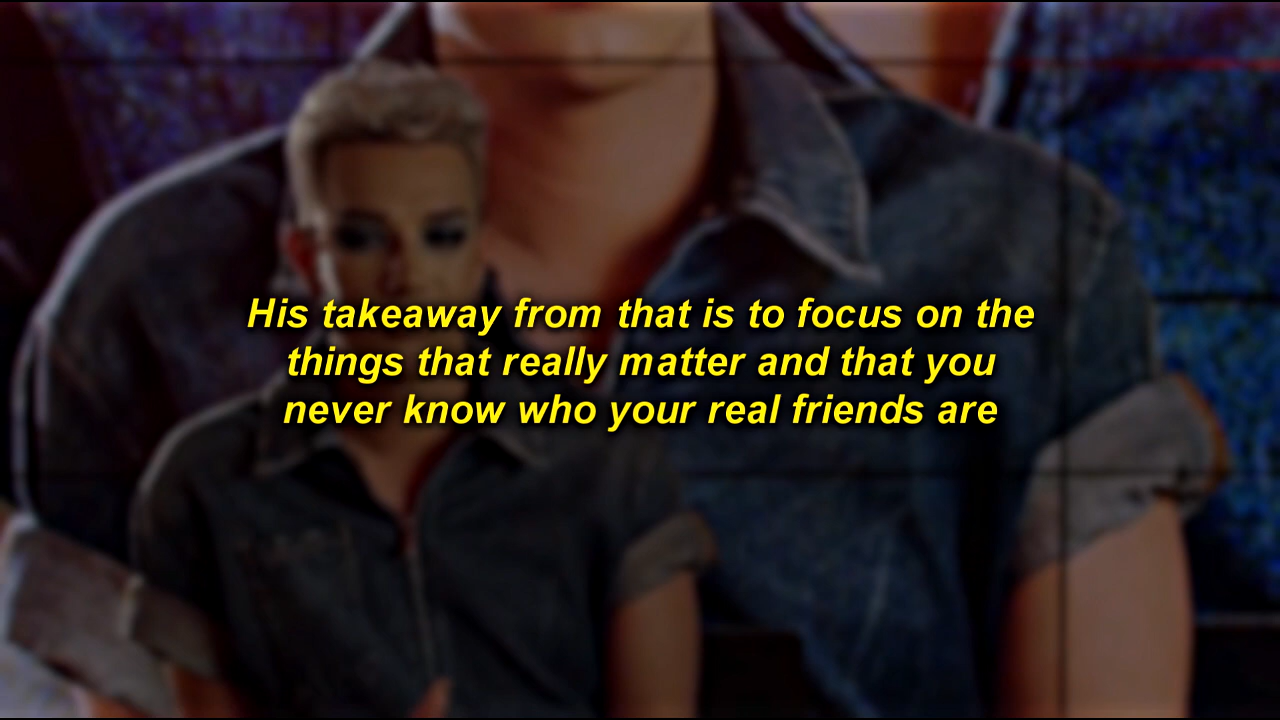 His takeaway from that is to focus on the
things that really matter and that you
never know who your real friends are